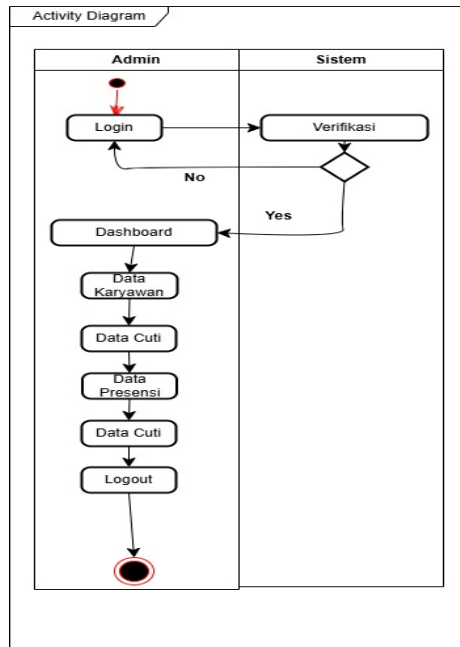 Activity Diagram
Admin
Sistem
Login
Verifikasi
No
Yes
Dashboard
Data
Karyawan
Data Cuti
Data
Presensi
Data Cuti
Logout